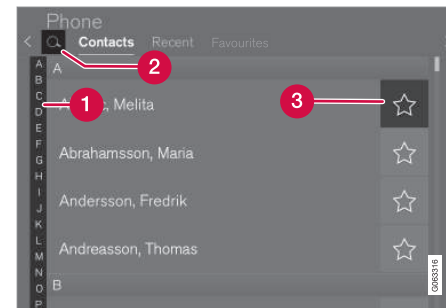 Phone
< Contacts Recent Favourites
A
B
C
D
E
F
G
H
I
J
K
L
M
N
O
P
A
2
1
, Melita
3
Abrahamsson, Maria
Andersson, Fredrik
Andreasson, Thomas
B
G063316